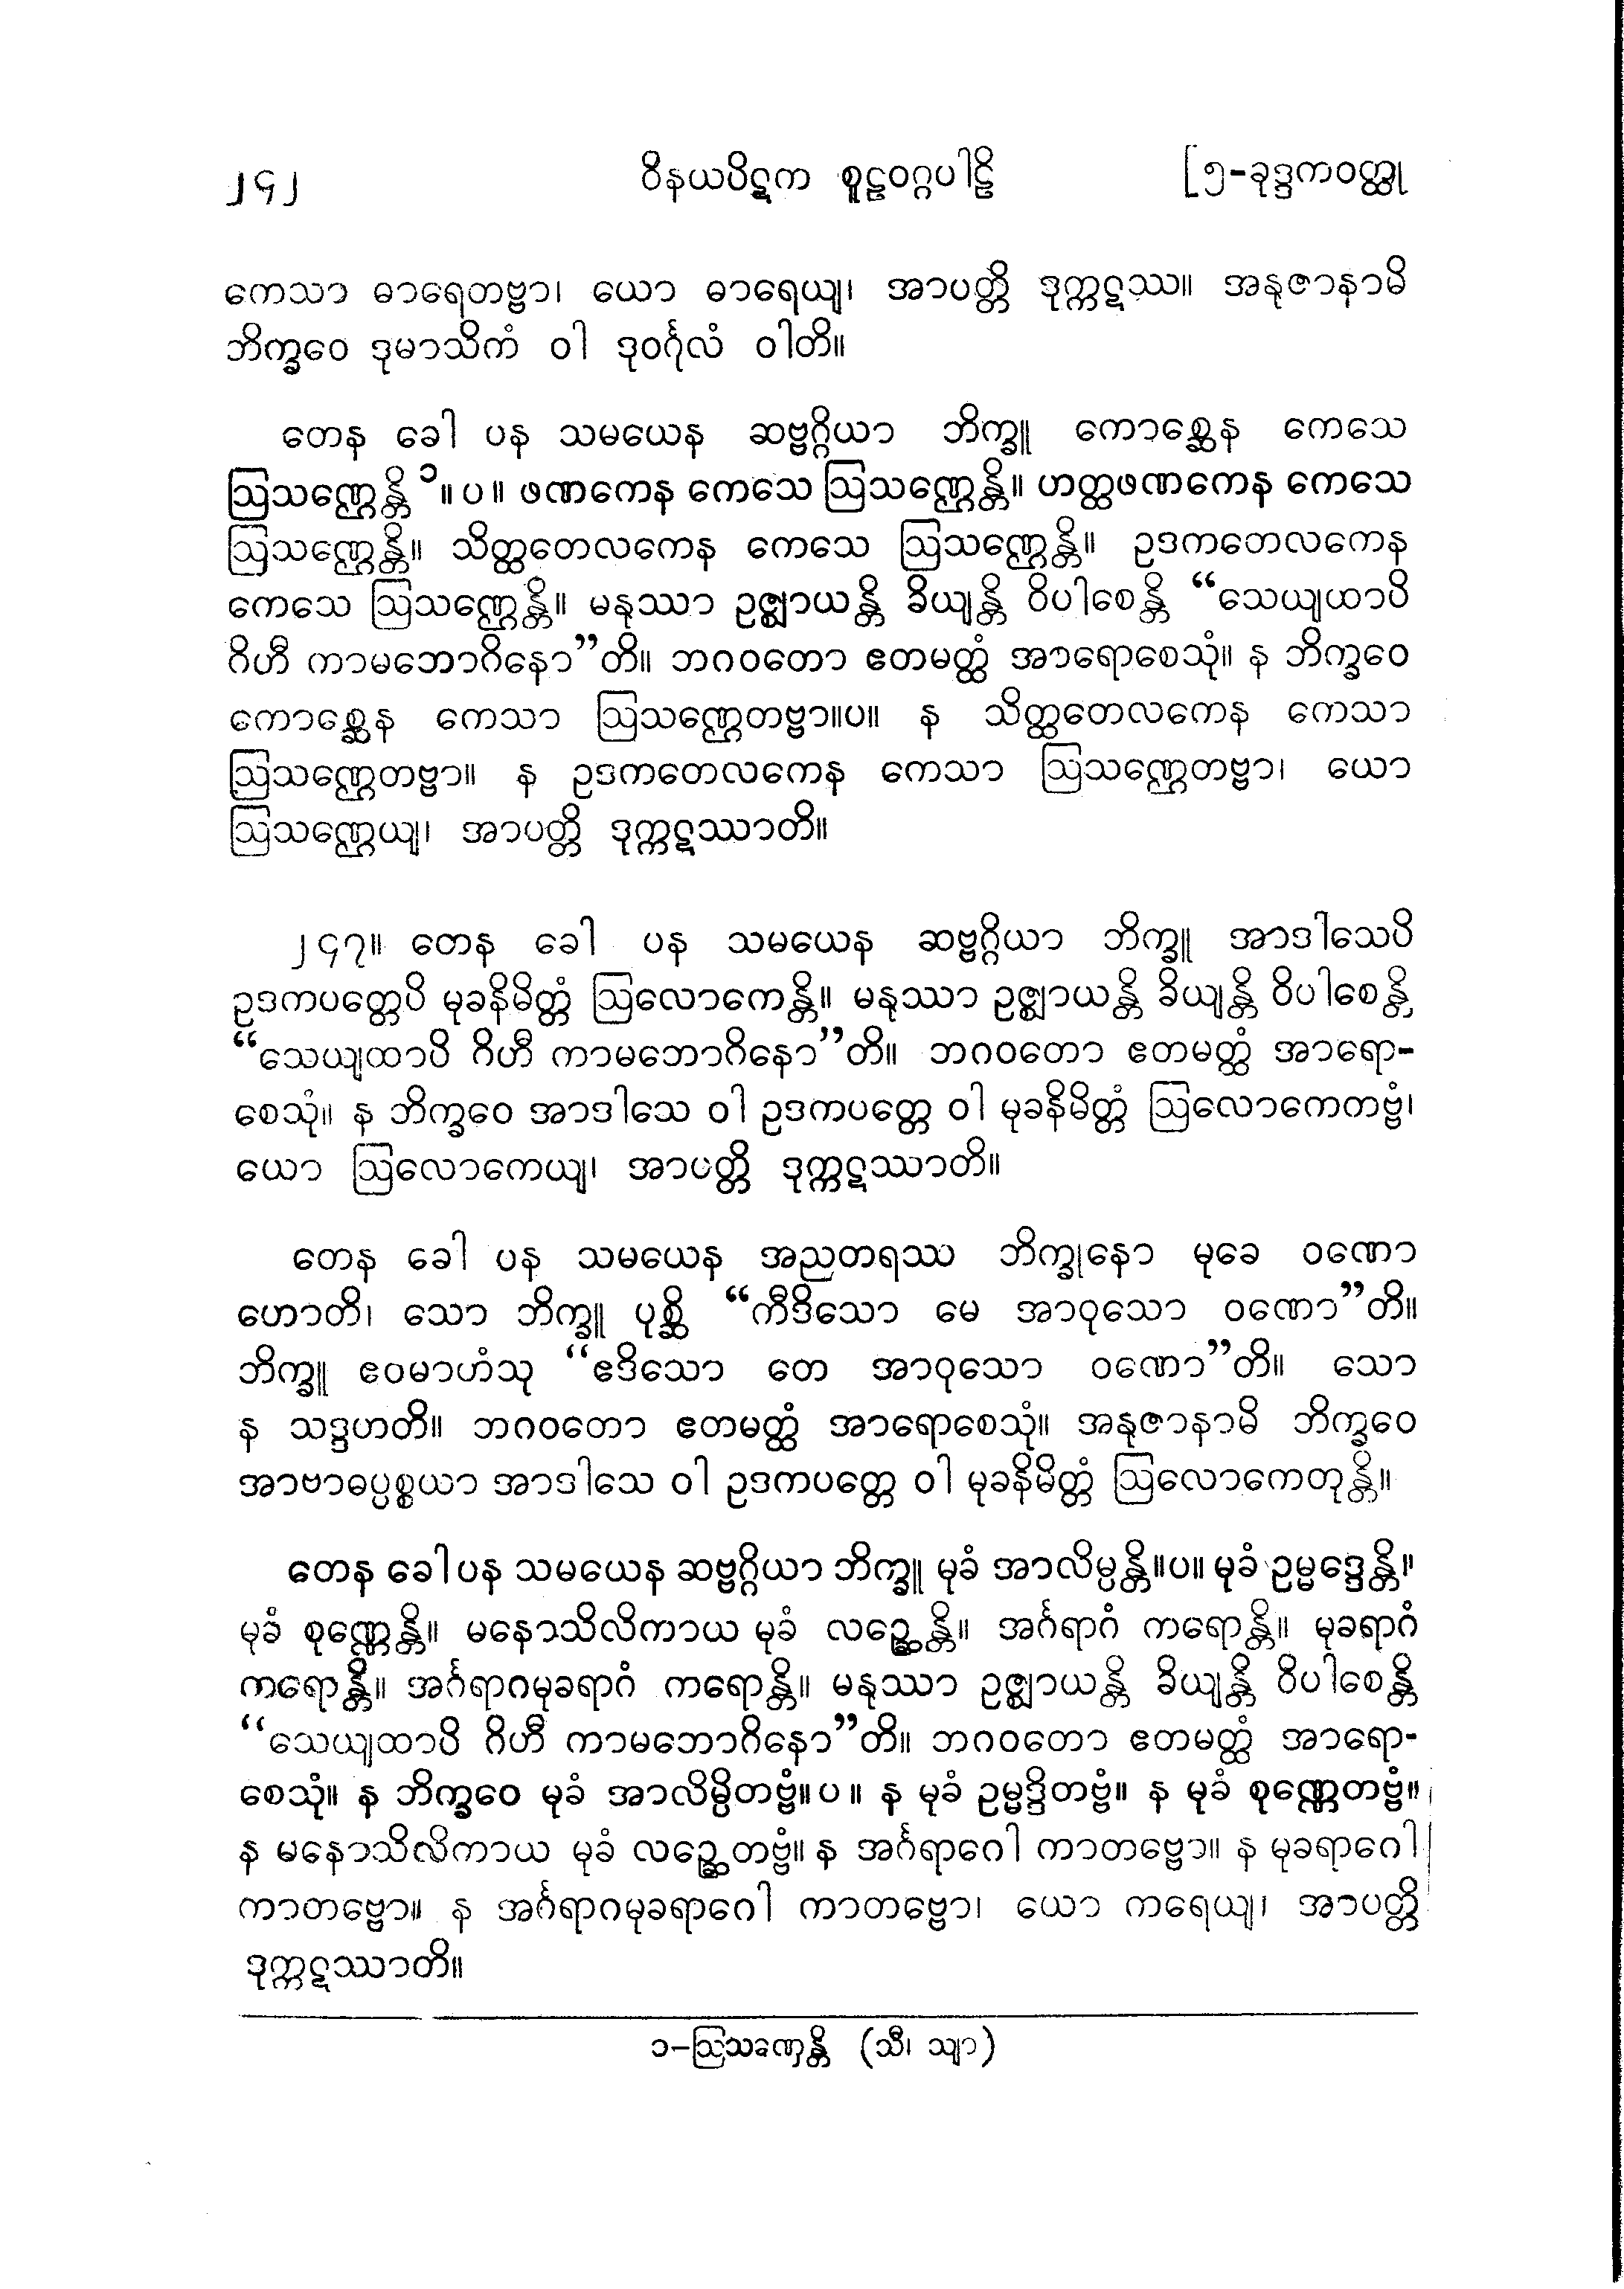 ၂၄၂ ဝိနယပိဋက စူဠဝဂ္ဂပါဠိ [၅-ခုဒ္ဒကဝတ္ထု
ကေသာ ဓာရေတဗ္ဗာ၊ ယော ဓာရေယျ၊ အာပတ္တိ ဒုက္ကဋဿ။ အနုဇာနာမိ
ဘိက္ခဝေ ဒုမာသိကံ ဝါ ဒုဝင်္ဂုလံ ဝါတိ။
တေန ခေါ ပန သမယေန ဆဗ္ဗဂ္ဂိယာ ဘိက္ခူ ကောစ္ဆေန ကေသေ
ဩသဏ္ဌေန္တိ ၁။ ပ ။ ဖဏကေန ကေသေ ဩသဏ္ဌေန္တိ။ ဟတ္ထဖဏကေန ကေသေ
ဩသဏ္ဌေန္တိ။ သိတ္ထတေလကေန ကေသေ ဩသဏ္ဌေန္တိ။ ဥဒကတေလကေန
ကေသေ ဩသဏ္ဌေန္တိ။ မနုဿာ ဥဇ္ဈာယန္တိ ခိယျန္တိ ဝိပါစေန္တိ “သေယျထာပိ
ဂိဟီ ကာမဘောဂိနော”တိ။ ဘဂဝတော ဧတမတ္ထံ အာရောစေသုံ။ န ဘိက္ခဝေ
ကောစ္ဆေန ကေသာ ဩသဏ္ဌေတဗ္ဗာ။ပ။ န သိတ္ထတေလကေန ကေသာ
ဩသဏ္ဌေတဗ္ဗာ။ န ဥဒကတေလကေန ကေသာ ဩသဏ္ဌေတဗ္ဗာ၊ ယော
ဩသဏ္ဌေယျ၊ အာပတ္တိ ဒုက္ကဋဿာတိ။
၂၄၇။ တေန ခေါ ပန သမယေန ဆဗ္ဗဂ္ဂိယာ ဘိက္ခူ အာဒါသေပိ
ဥဒကပတ္တေပိ မုခနိမိတ္တံ ဩလောကေန္တိ။ မနုဿာ ဥဇ္ဈာယန္တိ ခိယျန္တိ ဝိပါစေန္တိ
“သေယျထာပိ ဂိဟီ ကာမဘောဂိနော”တိ။ ဘဂဝတော ဧတမတ္ထံ အာရော-
စေသုံ။ န ဘိက္ခဝေ အာဒါသေ ဝါ ဥဒကပတ္တေ ဝါ မုခနိမိတ္တံ ဩလောကေကဗ္ဗံ၊
ယော ဩလောကေယျ၊ အာပတ္တိ ဒုက္ကဋဿာတိ။
တေန ခေါ ပန သမယေန အညတရဿ ဘိက္ခုနော မုခေ ဝဏော
ဟောတိ၊ သော ဘိက္ခူ ပုစ္ဆိ “ကီဒိသော မေ အာဝုသော ဝဏော”တိ။
ဘိက္ခူ ဧဝမာဟံသု “ဧဒိသော တေ အာဝုသော ဝဏော”တိ။ သော
န သဒ္ဒဟတိ။ ဘဂဝတော ဧတမတ္ထံ အာရောစေသုံ။ အနုဇာနာမိ ဘိက္ခဝေ
အာဗာဓပ္ပစ္စယာ အာဒါသေ ဝါ ဥဒကပတ္တေ ဝါ မုခနိမိတ္တံ ဩလောကေတုန္တိ။
တေန ခေါ ပန သမယေန ဆဗ္ဗဂ္ဂိယာ ဘိက္ခူ မုခံ အာလိမ္ပန္တိ။ပ။ မုခံ ဥမ္မဒ္ဒေန္တိ။
မုခံ စုဏ္ဏေန္တိ။ မနောသိလိကာယ မုခံ လဉ္ဆေန္တိ။ အင်္ဂရာဂံ ကရောန္တိ။ မုခရာဂံ
ကရောန္တိ။ အင်္ဂရာဂမုခရာဂံ ကရောန္တိ။ မနုဿာ ဥဇ္ဈာယန္တိ ခိယျန္တိ ဝိပါစေန္တိ
“သေယျထာပိ ဂိဟီ ကာမဘောဂိနော”တိ။ ဘဂဝတော ဧတမတ္ထံ အာရော-
စေသုံ။ န ဘိက္ခဝေ မုခံ အာလိမ္ပိတဗ္ဗံ။ ပ ။ န မုခံ ဥမ္မဒ္ဒိတဗ္ဗံ။ န မုခံ စုဏ္ဏေတဗ္ဗံ။
န မနောသိလိကာယ မုခံ လဉ္ဆေတဗ္ဗံ။ န အင်္ဂရာဂေါ ကာတဗ္ဗော။ န မုခရာဂေါ
ကာတဗ္ဗော။ န အင်္ဂရာဂမုခရာဂေါ ကာတဗ္ဗော၊ ယော ကရေယျ၊ အာပတ္တိ
ဒုက္ကဋဿာတိ။
၁-ဩသဏှေန္တိ (သီ၊ သျာ)